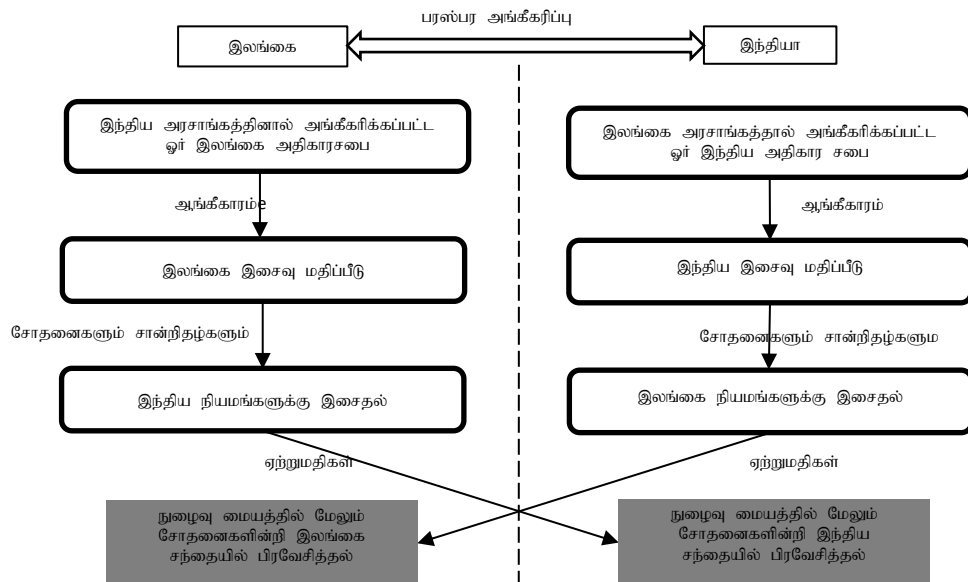 பரஸ்பர அங்கீகரிப்பு
இலங்கை
இந்தியா
இந்திய அரசாங்கத்தினால் அங்கீகரிக்கப்பட்ட
ஓர் இலங்கை அதிகாரசபை
இலங்கை அரசாங்கத்தால் அங்கீகரிக்கப்பட்ட
ஓர் இந்திய அதிகார சபை
ஆங்கீகாரம்e
ஆங்கீகாரம்
இலங்கை இசைவு மதிப்பீடு
இந்திய இசைவு மதிப்பீடு
சோதனைகளும் சான்றிதழ்களும்
சோதனைகளும் சான்றிதழ்களும
இந்திய நியமங்களுக்கு இசைதல்
இலங்கை நியமங்களுக்கு இசைதல்
ஏற்றுமதிகள்
ஏற்றுமதிகள்
நுழைவு மையத்தில் மேலும்
சோதனைகளின்றி இலங்கை
சந்தையில் பிரவேசித்தல்
நுழைவு மையத்தில் மேலும்
சோதனைகளின்றி இந்திய
சந்தையில் பிரவேசித்தல்